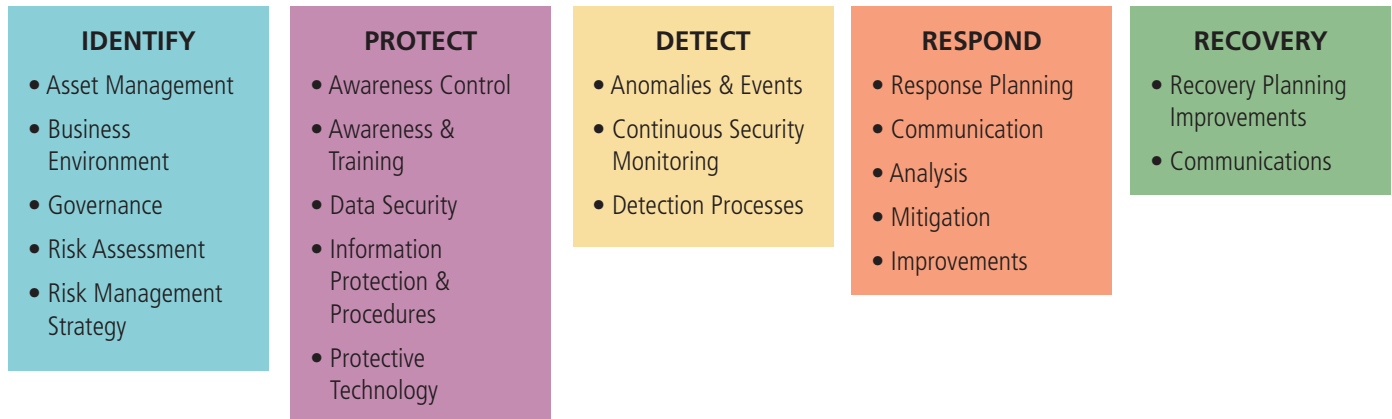 IDENTIFY
• Asset Management
• Business
Environment
• Governance
• Risk Assessment
• Risk Management
Strategy
PROTECT
• Awareness Control
• Awareness &
Training
• Data Security
• Information
Protection &
Procedures
• Protective
Technology
DETECT
• Anomalies & Events
• Continuous Security
Monitoring
• Detection Processes
RESPOND
• Response Planning
• Communication
• Analysis
• Mitigation
• Improvements
RECOVERY
• Recovery Planning
Improvements
• Communications